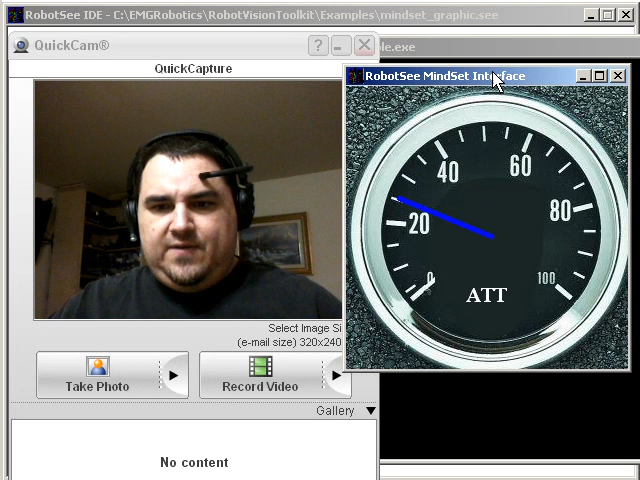 RobotSee IDE - C:\EMGRobotics\RobotVisionToolkit\Examples\mindset_graphic.see
QuickCam®
?
le.exe
QuickCapture
RobotSee MindSet Interface
40
60
20
80
0
100
ATT
Select Image Si
(e-mail size) 320x240
Take Photo
Record Video
Gallery
No content